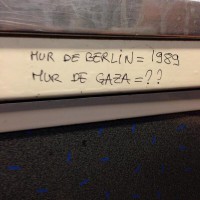 MUR DE BERLIN = 1989
MUR DE GAZA = ??